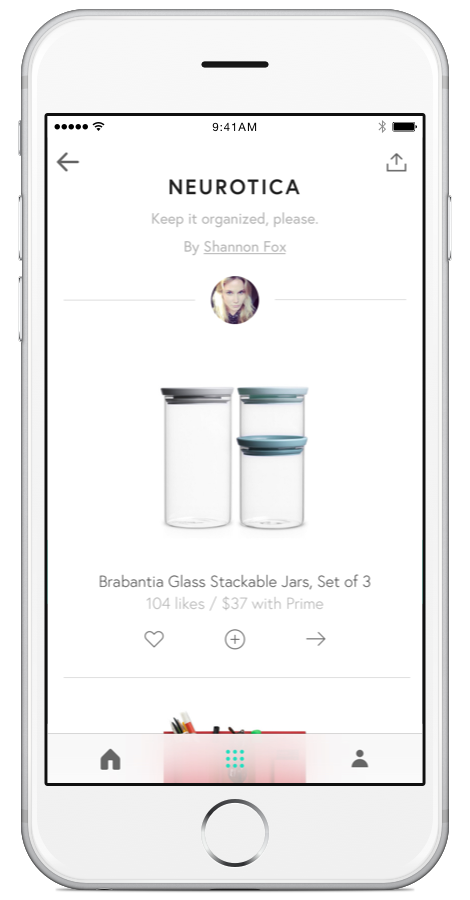 9:41AM
NEUROTICA
Keep it organized, please.
By Shannon Fox
Brabantia Glass Stackable Jars, Set of 3
104 likes / $37 with Prime